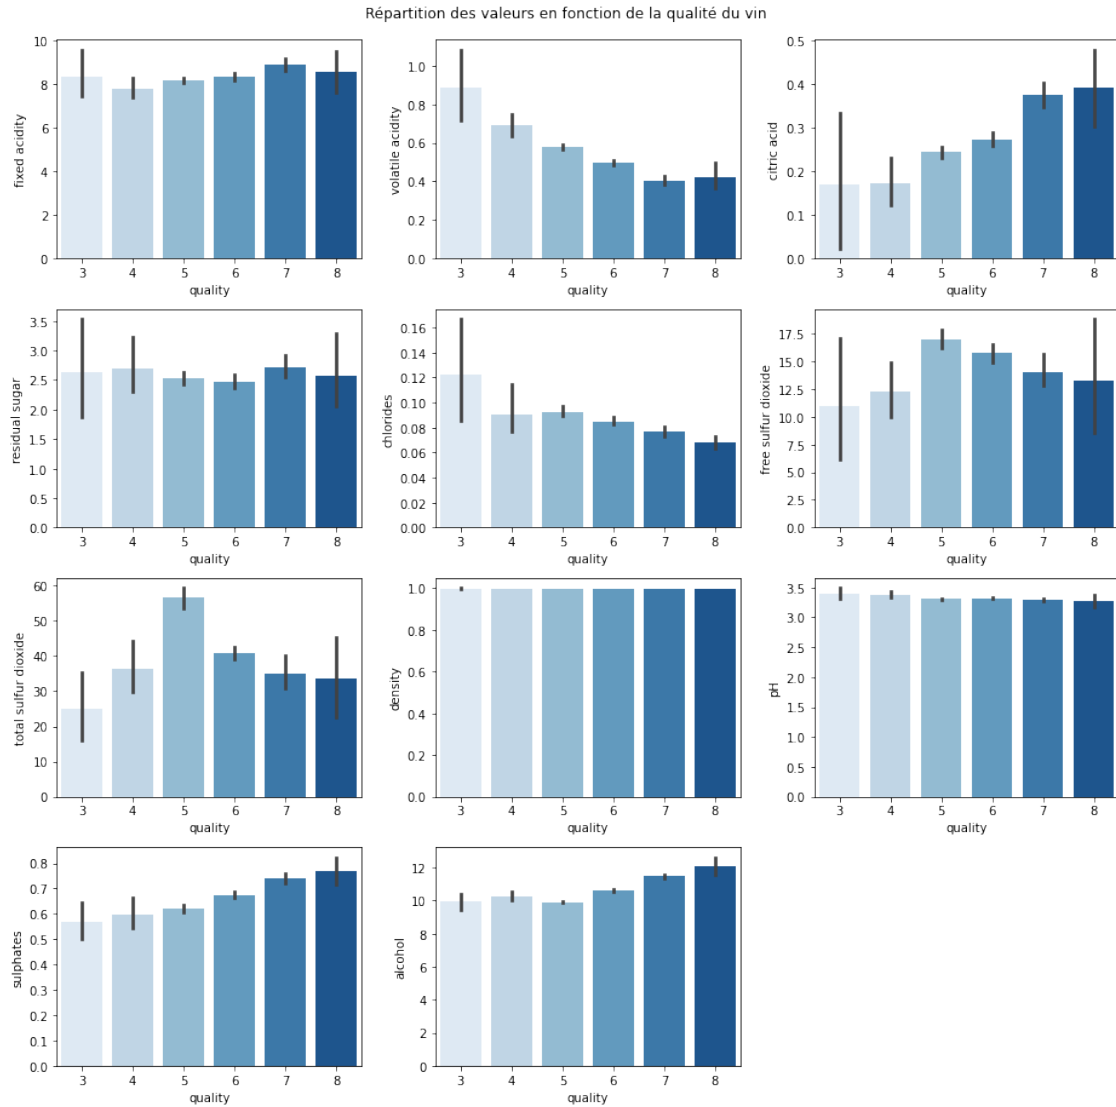 Répartition des valeurs en fonction de la qualité du vin
10
8
6
4
2
0
fixed acidity
3 4 5 6 7 8
quality
1.0
0.8
0.6
0.4
0.2
0.0
volatile acidity
3 4 5 6 7 8
quality
0.5
0.4
0.3
0.2
0.1
0.0
citric acid
3 4 5 6 7 8
quality
3.5
3.0
2.5
2.0
1.5
1.0
0.5
0.0
residual sugar
3 4 5 6 7 8
quality
0.16
0.14
0.12
0.10
0.08
0.06
0.04
0.02
0.00
chlorides
3 4 5 6 7 8
quality
17.5
15.0
12.5
10.0
7.5
5.0
2.5
0.0
free sulfur dioxide
3 4 5 6 7 8
quality
60
50
40
30
20
10
0
total sulfur dioxide
3 4 5 6 7 8
quality
1.0
0.8
0.6
0.4
0.2
0.0
density
3 4 5 6 7 8
quality
3.5
3.0
2.5
2.0
1.5
1.0
0.5
0.0
pH
3 4 5 6 7 8
quality
0.8
0.7
0.6
0.5
0.4
0.3
0.2
0.1
0.0
sulphates
3 4 5 6 7 8
quality
12
10
8
6
4
2
0
alcohol
3 4 5 6 7 8
quality